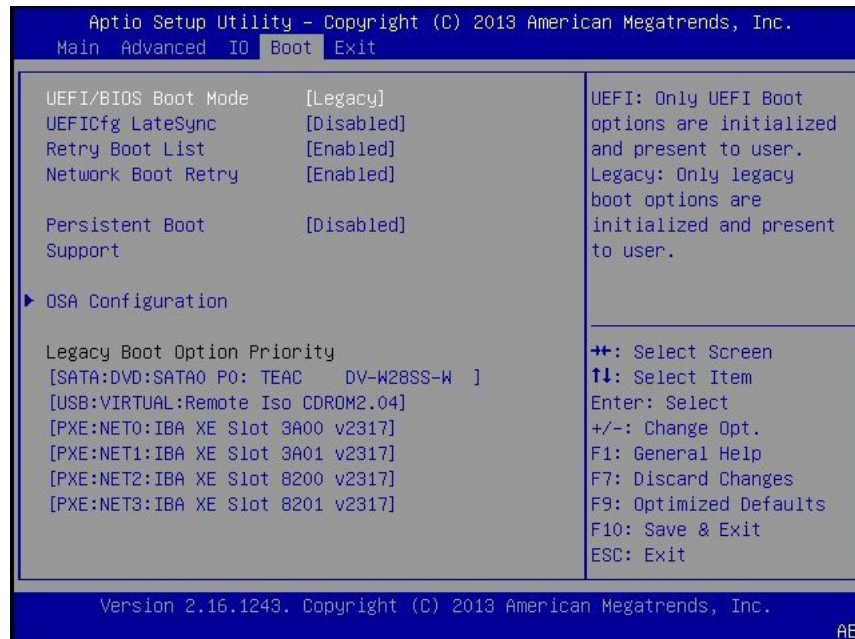 Aptio Setup Utility – Copyright (C) 2013 American Megatrends, Inc.
Main Advanced IO Boot Exit
UEFI/BIOS Boot Mode [Legacy]
UEFICfg LateSync [Disabled]
Retry Boot List [Enabled]
Network Boot Retry [Enabled]
Persistent Boot Support [Disabled]
OSA Configuration
Legacy Boot Option Priority
[SATA:DVD:SATA0 P0: TEAC DV-W28SS-W ]
[USB:VIRTUAL:Remote Iso CDROM2.04]
[PXE:NET0:IBA XE Slot 3A00 v2317]
[PXE:NET1:IBA XE Slot 3A01 v2317]
[PXE:NET2:IBA XE Slot 8200 v2317]
[PXE:NET3:IBA XE Slot 8201 v2317]
UEFI: Only UEFI Boot
options are initialized
and present to user.
Legacy: Only legacy
boot options are
initialized and present
to user.
→←: Select Screen
↑↓: Select Item
Enter: Select
+/-: Change Opt.
F1: General Help
F7: Discard Changes
F9: Optimized Defaults
F10: Save & Exit
ESC: Exit
Version 2.16.1243. Copyright (C) 2013 American Megatrends, Inc.